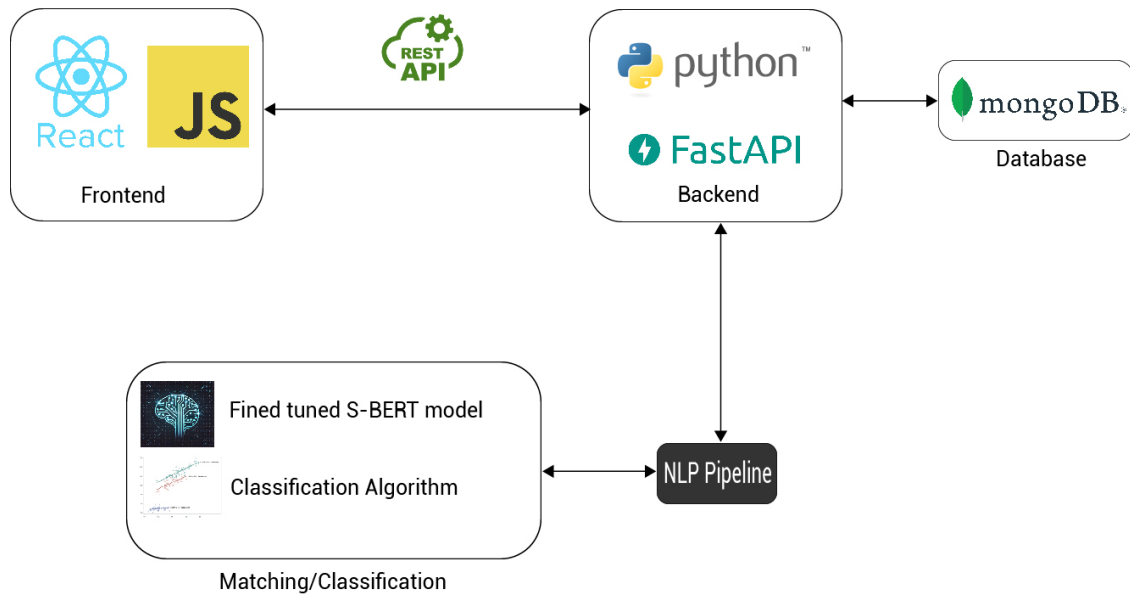 React
JS
Frontend
REST
API
python™
FastAPI
Backend
mongoDB
Database
Fined tuned S-BERT model
Classification Algorithm
Matching/Classification
NLP Pipeline